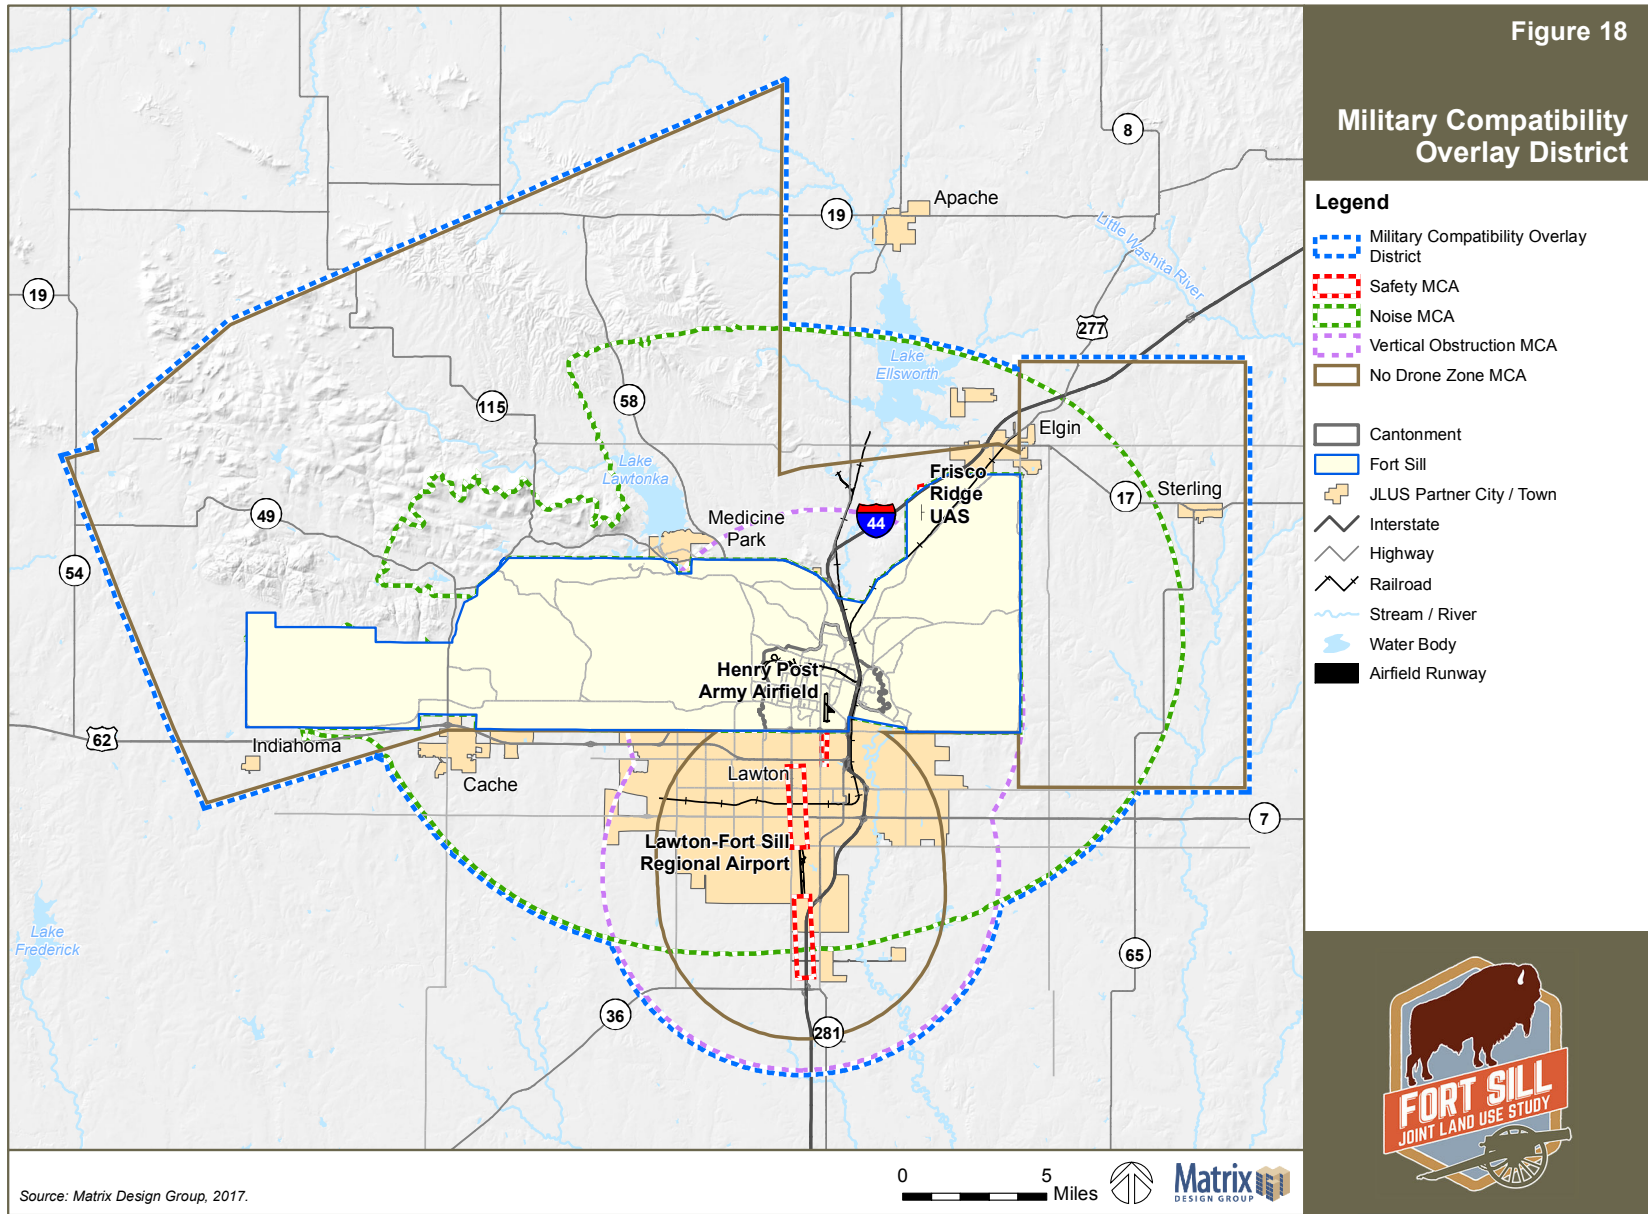 Figure 18
Military Compatibility
Overlay District
Legend
Military Compatibility Overlay
District
Safety MCA
Noise MCA
Vertical Obstruction MCA
No Drone Zone MCA
Cantonment
Fort Sill
JLUS Partner City / Town
Interstate
Highway
Railroad
Stream / River
Water Body
Airfield Runway
8
Apache
19
Little Washita River
19
277
Lake
Ellsworth
115
58
Elgin
Lake
Lawtonka
Frisco
Ridge
UAS
17
Sterling
49
Medicine
Park
44
54
Henry Post
Army Airfield
62
Indiahoma
Cache
Lawton
7
Lawton-Fort Sill
Regional Airport
Lake
Frederick
65
36
281
FORT SILL
JOINT LAND USE STUDY
Source: Matrix Design Group, 2017.
0
5
Miles
Matrix
DESIGN GROUP